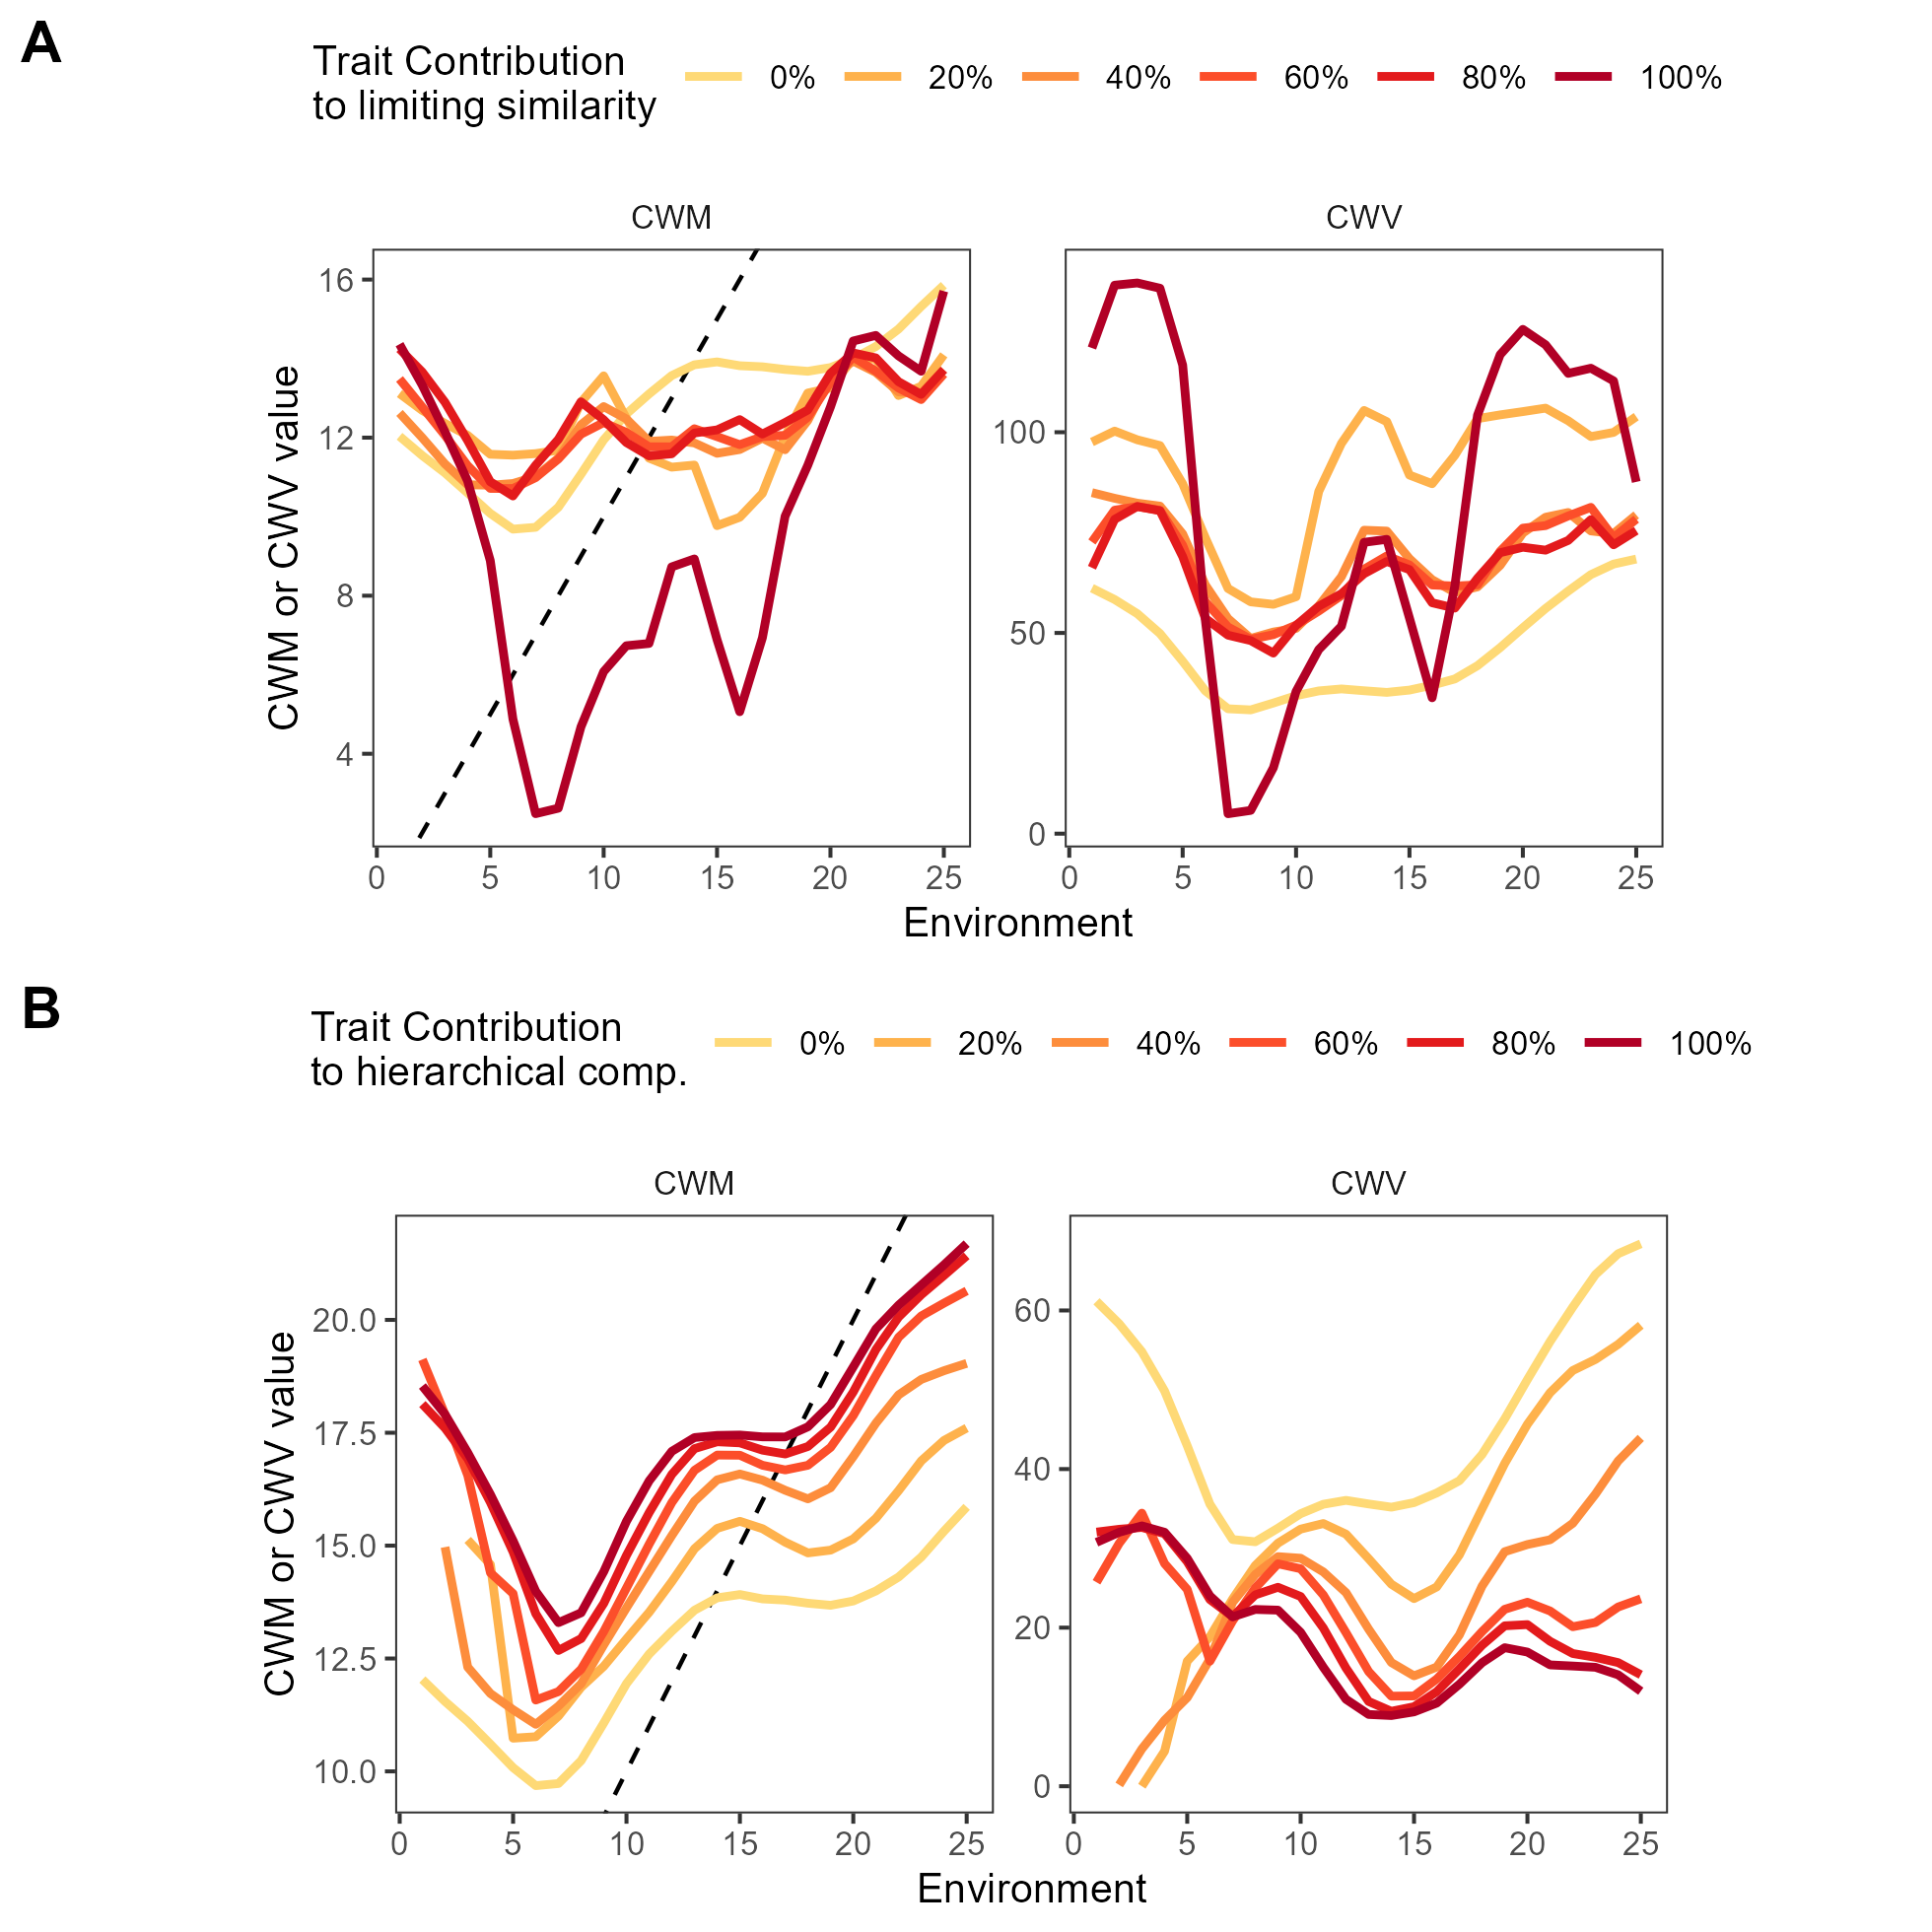 A
Trait Contribution
to limiting similarity
0% 20% 40% 60% 80% 100%
CWM CWV
CWM or CWV value
16
12
8
4
100
50
0
0 5 10 15 20 25
0 5 10 15 20 25
Environment
B
Trait Contribution
to hierarchical comp.
0% 20% 40% 60% 80% 100%
CWM CWV
CWM or CWV value
20.0
17.5
15.0
12.5
10.0
60
40
20
0
0 5 10 15 20 25
0 5 10 15 20 25
Environment